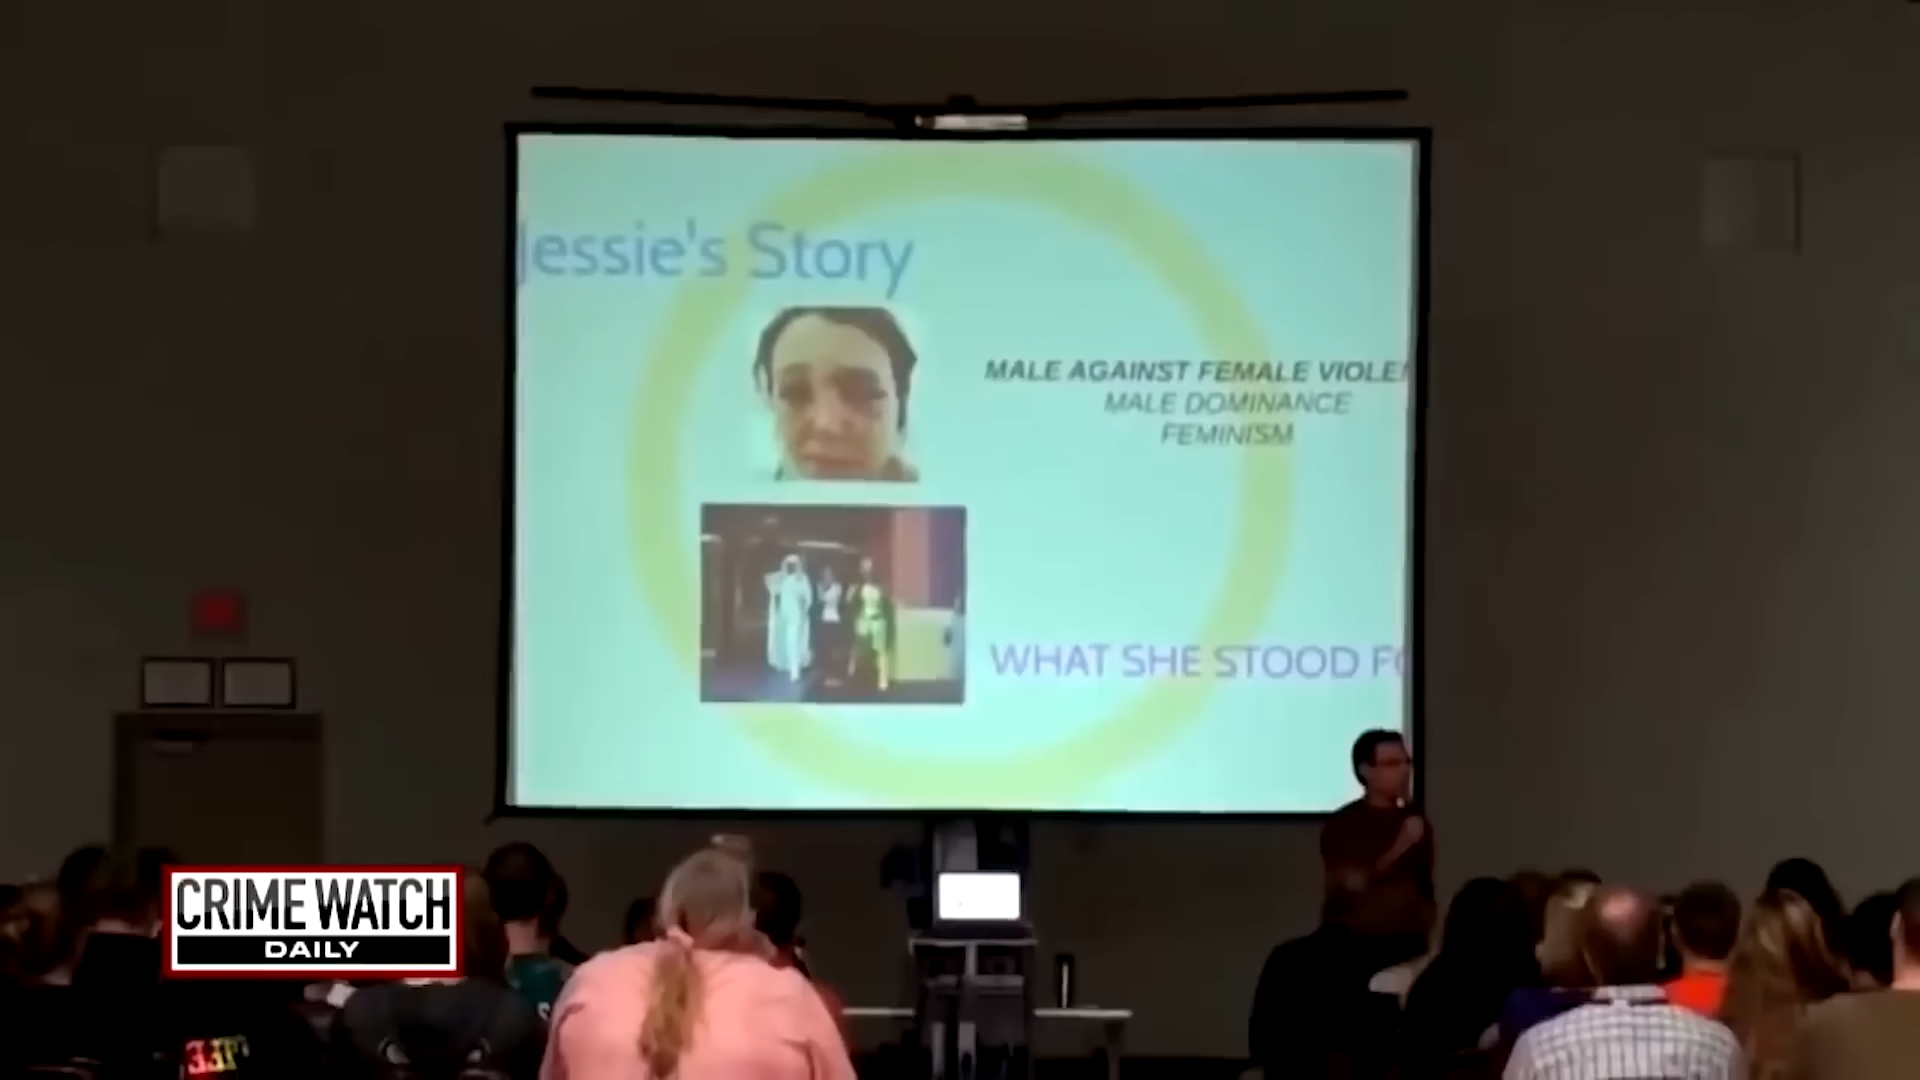 Jessie's Story
MALE AGAINST FEMALE VIOLE
MALE DOMINANCE
FEMINISM
WHAT SHE STOOD FO
CRIME WATCH
DAILY